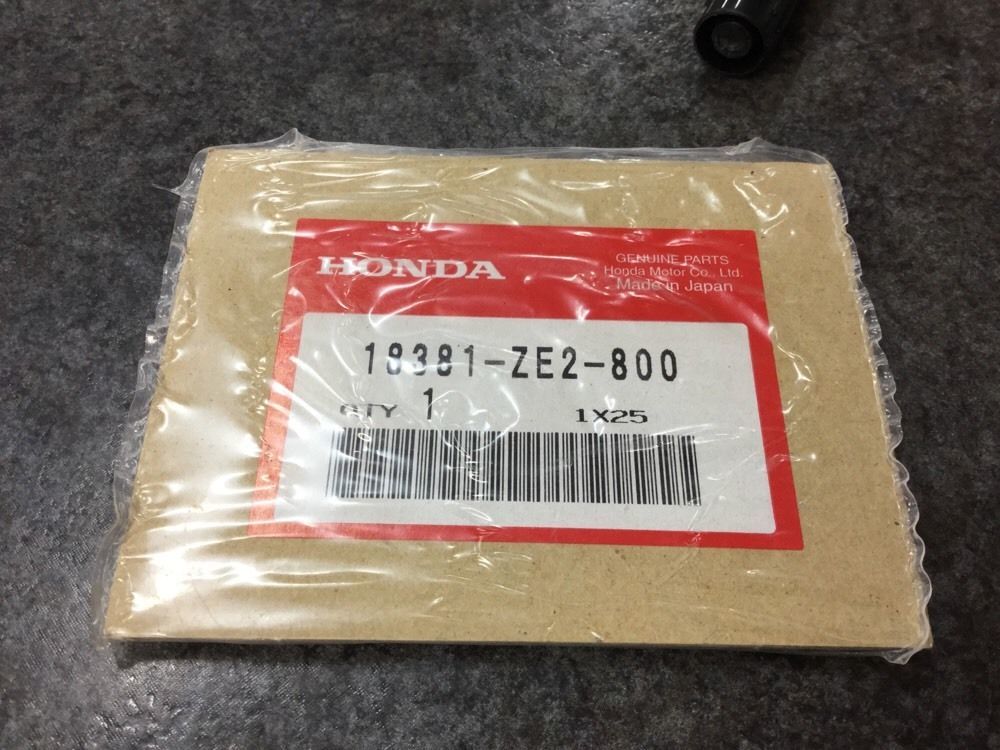 HONDA
GENUINE PARTS
Honda Motor Co., Ltd.
Made in Japan
18381-ZE2-800
QTY 1 1X25